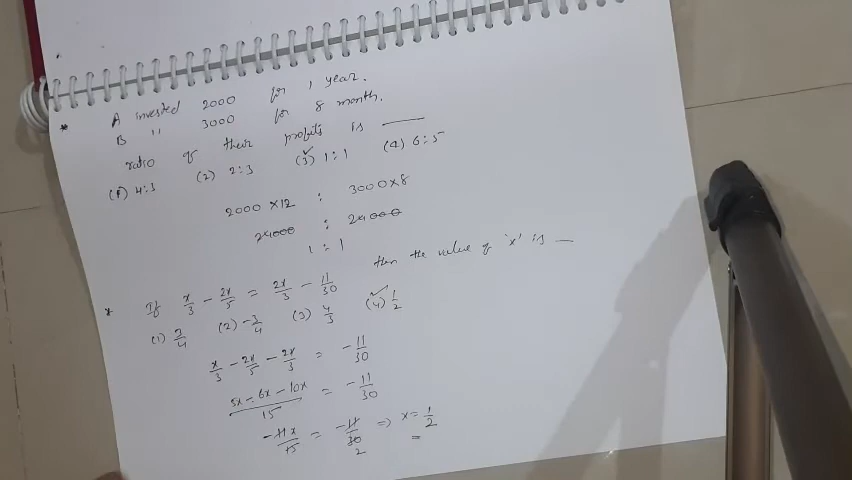 * A invested 2000 for 1 year.
B " 3000 for 8 month.
ratio of their profits is ___
(1) 4:3 (2) 2:3 (3) 1:1 (4) 6:5
2000 × 12 : 3000 × 8
24000 : 24000
1 : 1
* If x/3 - 2x/5 = 2x/3 - 11/30 then the value of 'x' is __
(1) 3/4 (2) -3/4 (3) 4/3 (4) 1/2
x/3 - 2x/5 - 2x/3 = -11/30
5x - 6x - 10x/15 = -11/30
-11x/15 = -11/30 2 => x = 1/2